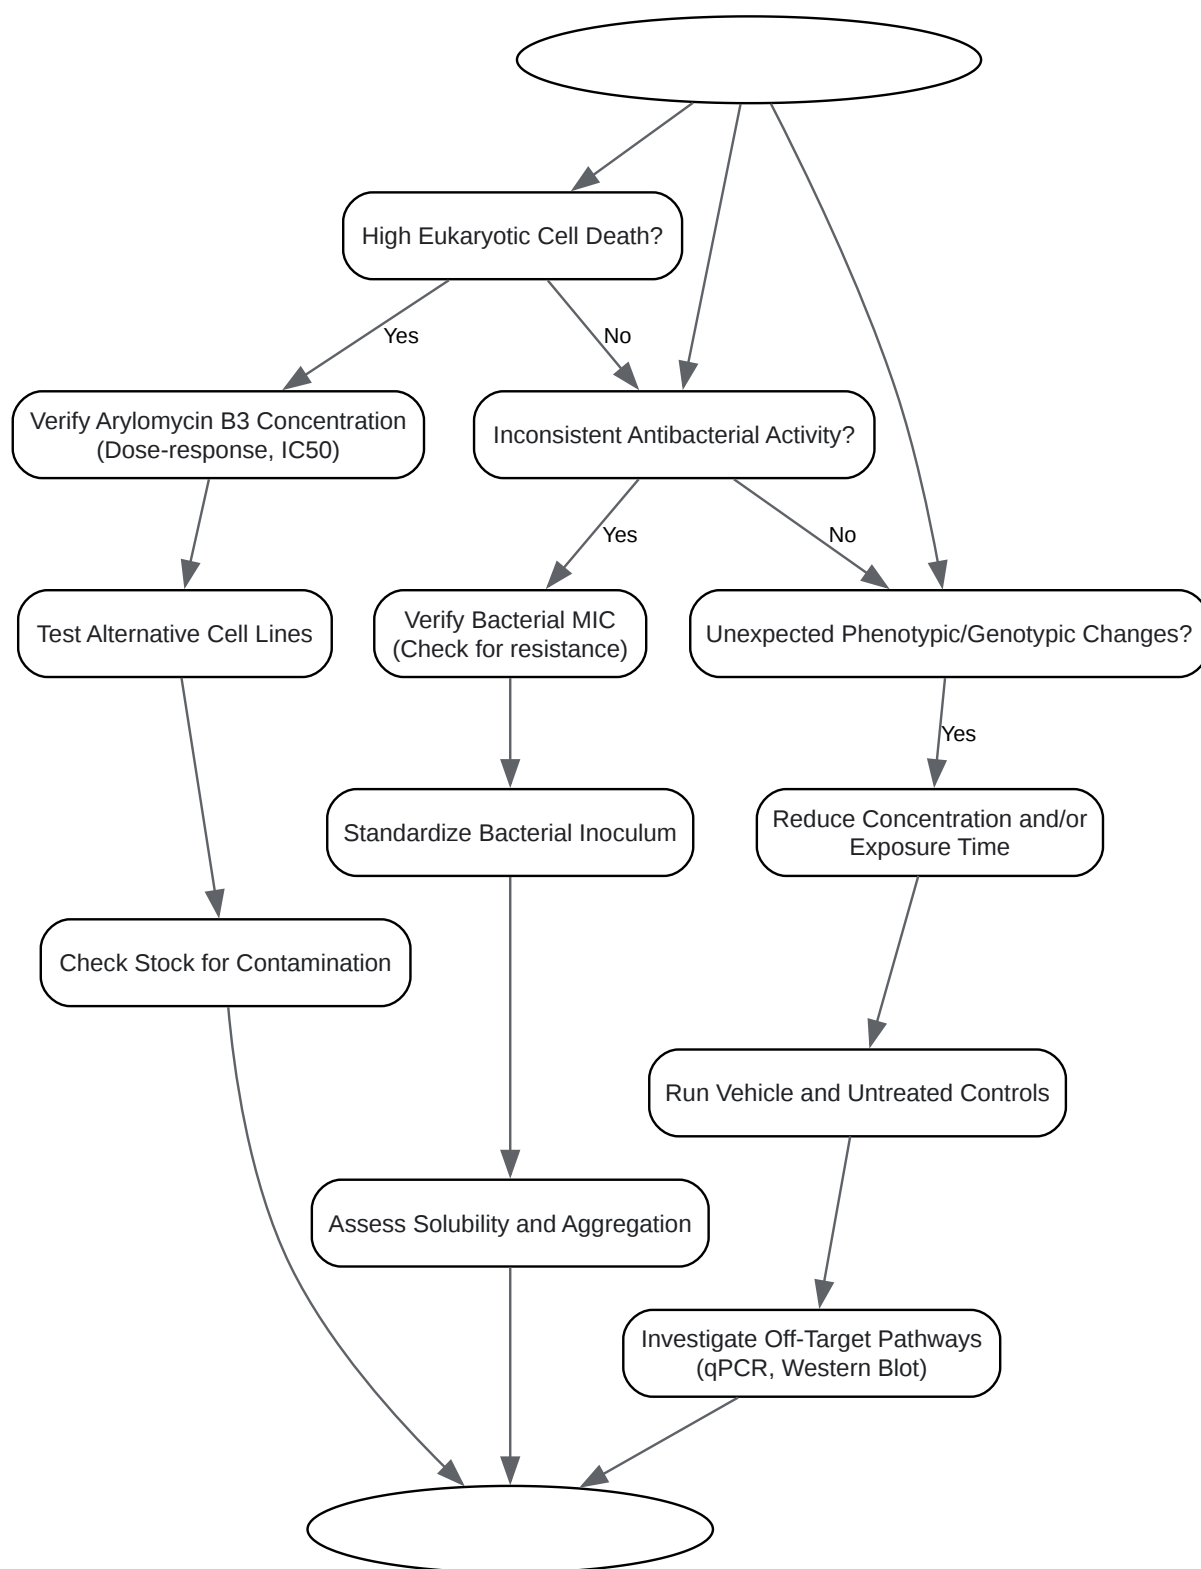 High Eukaryotic Cell Death?
Yes
No
Verify Arylomycin B3 Concentration
(Dose-response, IC50)
Inconsistent Antibacterial Activity?
Yes
No
Test Alternative Cell Lines
Verify Bacterial MIC
(Check for resistance)
Unexpected Phenotypic/Genotypic Changes?
Yes
Standardize Bacterial Inoculum
Reduce Concentration and/or
Exposure Time
Check Stock for Contamination
Run Vehicle and Untreated Controls
Assess Solubility and Aggregation
Investigate Off-Target Pathways
(qPCR, Western Blot)